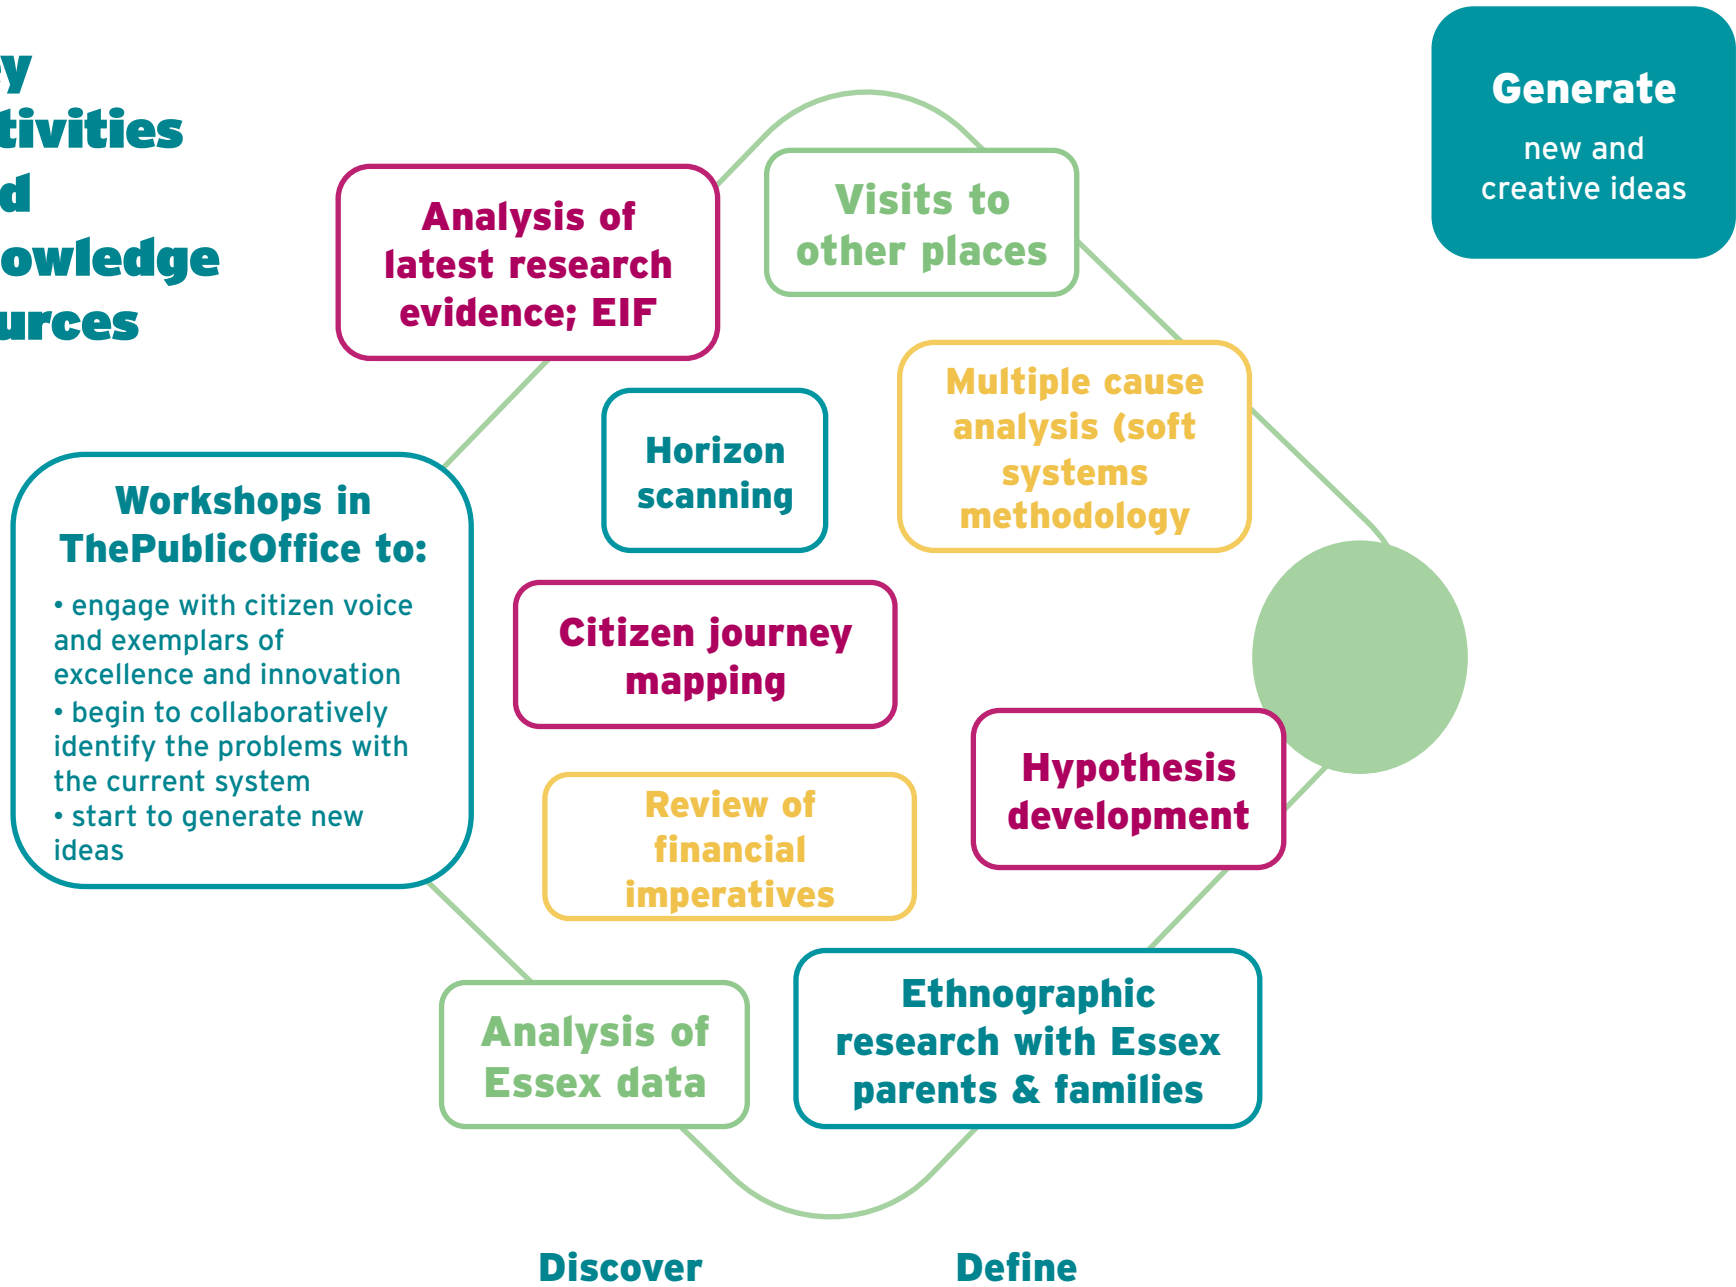 ey
tivities
d
owledge
urces
Generate
new and
creative ideas
Analysis of
latest research
evidence; EIF
Visits to
other places
Multiple cause
analysis (soft
systems
methodology
Horizon
scanning
Workshops in
ThePublicOffice to:
• engage with citizen voice
and exemplars of
excellence and innovation
• begin to collaboratively
identify the problems with
the current system
• start to generate new
ideas
Citizen journey
mapping
Hypothesis
development
Review of
financial
imperatives
Analysis of
Essex data
Ethnographic
research with Essex
parents & families
Discover
Define